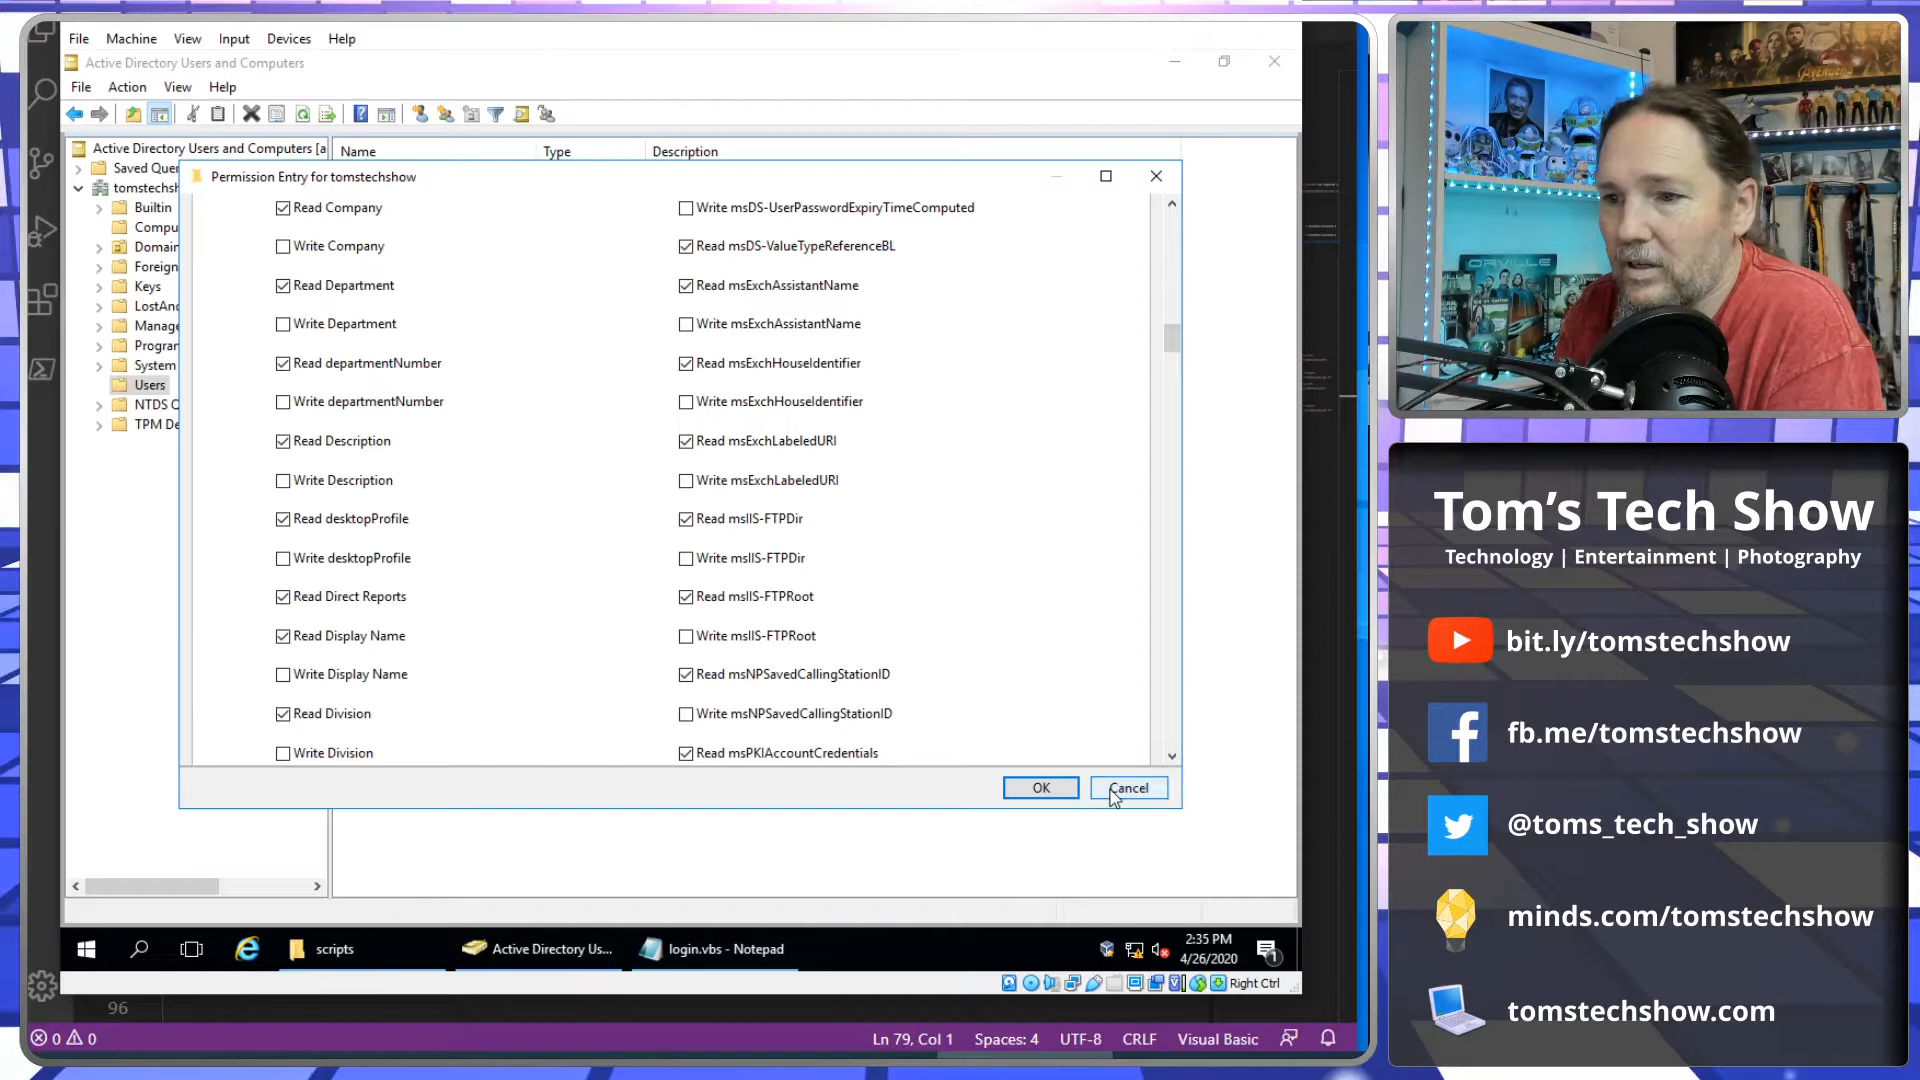 File Machine View Input Devices Help
Active Directory Users and Computers
File Action View Help
Active Directory Users and Computers [a
Name Type Description
Saved Quer
tomstechsh
Builtin
Compu
Domain
Foreign
Keys
LostAnd
Manage
Program
System
Users
NTDS Q
TPM De
Permission Entry for tomstechshow
Read Company
Write Company
Read Department
Write Department
Read departmentNumber
Write departmentNumber
Read Description
Write Description
Read desktopProfile
Write desktopProfile
Read Direct Reports
Read Display Name
Write Display Name
Read Division
Write Division
Write msDS-UserPasswordExpiryTimeComputed
Read msDS-ValueTypeReferenceBL
Read msExchAssistantName
Write msExchAssistantName
Read msExchHouseIdentifier
Write msExchHouseIdentifier
Read msExchLabeledURI
Write msExchLabeledURI
Read msIIS-FTPDir
Write msIIS-FTPDir
Read msIIS-FTPRoot
Write msIIS-FTPRoot
Read msNPSavedCallingStationID
Write msNPSavedCallingStationID
Read msPKIAccountCredentials
OK Cancel
scripts
Active Directory Us...
login.vbs - Notepad
2:35 PM
4/26/2020
1
Right Ctrl
96
0 0
Ln 79, Col 1 Spaces: 4 UTF-8 CRLF Visual Basic
AVENGERS
ORVILLE
Tom's Tech Show
Technology | Entertainment | Photography
bit.ly/tomstechshow
fb.me/tomstechshow
@toms_tech_show
minds.com/tomstechshow
tomstechshow.com